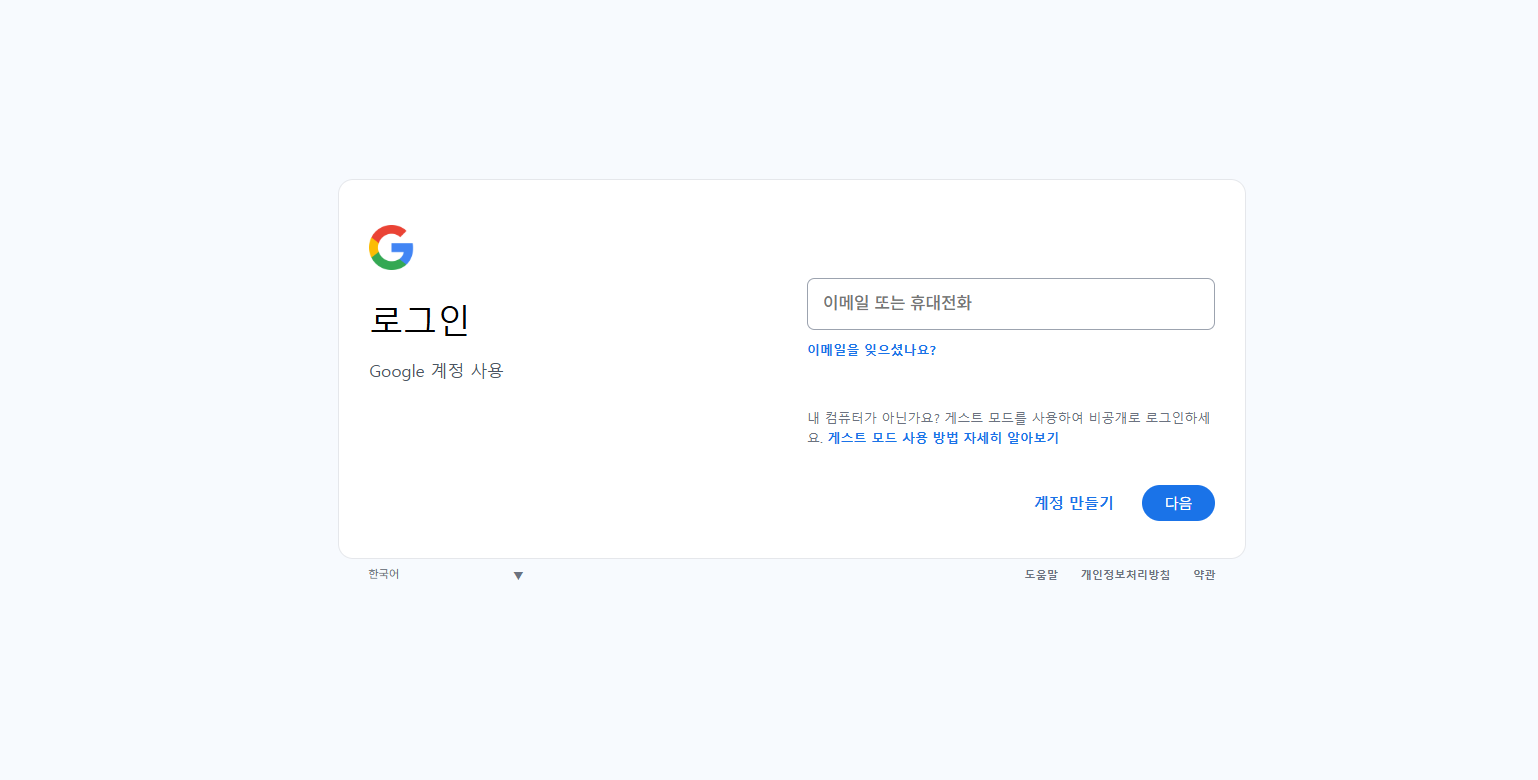 로그인
Google 계정 사용
이메일 또는 휴대전화
이메일을 잊으셨나요?
내 컴퓨터가 아닌가요? 게스트 모드를 사용하여 비공개로 로그인하세
요. 게스트 모드 사용 방법 자세히 알아보기
계정 만들기 다음
한국어 ▼ 도움말 개인정보처리방침 약관